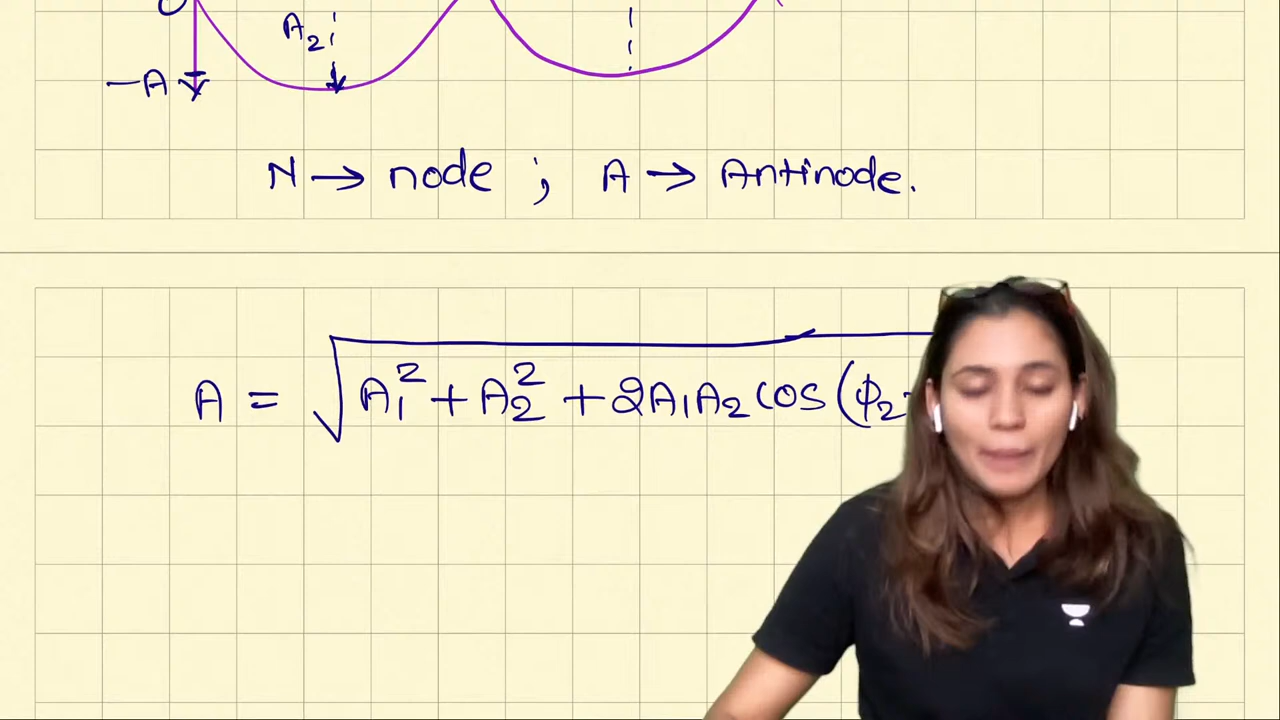 O
A₂
—A
N → node ; A → Antinode.
A = √A₁² + A₂² + 2A₁A₂ cos (ϕ₂